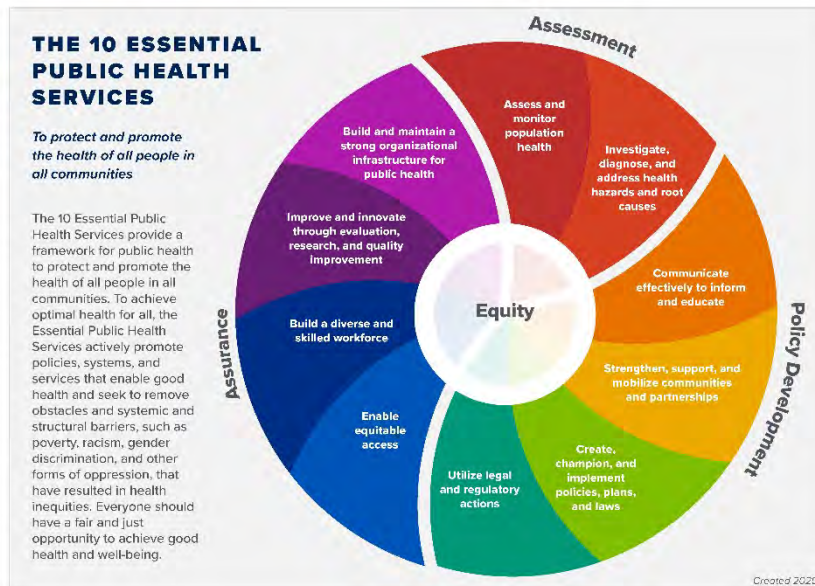 THE 10 ESSENTIAL
PUBLIC HEALTH
SERVICES
To protect and promote
the health of all people in
all communities
The 10 Essential Public
Health Services provide a
framework for public health
to protect and promote the
health of all people in all
communities. To achieve
optimal health for all, the
Essential Public Health
Services actively promote
policies, systems, and
services that enable good
health and seek to remove
obstacles and systemic and
structural barriers, such as
poverty, racism, gender
discrimination, and other
forms of oppression, that
have resulted in health
inequities. Everyone should
have a fair and just
opportunity to achieve good
health and well-being.
Assessment
Assess and
monitor
population
health
Investigate,
diagnose, and
address health
hazards and root
causes
Policy Development
Communicate
effectively to inform
and educate
Strengthen, support, and
mobilize communities
and partnerships
Create,
champion, and
implement
policies, plans,
and laws
Utilize legal
and regulatory
actions
Assurance
Enable
equitable
access
Build a diverse and
skilled workforce
Improve and innovate
through evaluation,
research, and quality
improvement
Build and maintain a
strong organizational
infrastructure for
public health
Equity
Created 2020